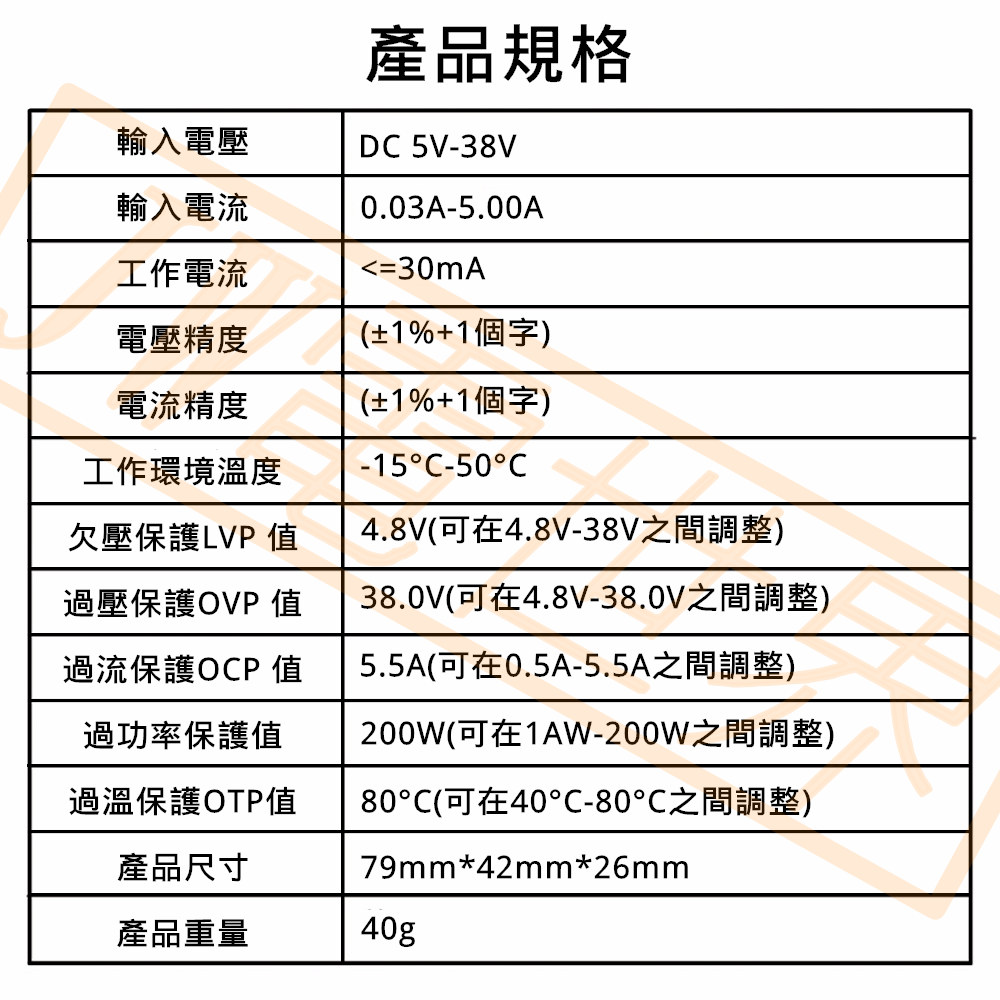 產品規格
輸入電壓 DC 5V-38V
輸入電流 0.03A-5.00A
工作電流 <=30mA
電壓精度 (±1%+1個字)
電流精度 (±1%+1個字)
工作環境溫度 -15°C-50°C
欠壓保護LVP 值 4.8V(可在4.8V-38V之間調整)
過壓保護OVP 值 38.0V(可在4.8V-38.0V之間調整)
過流保護OCP 值 5.5A(可在0.5A-5.5A之間調整)
過功率保護值 200W(可在1AW-200W之間調整)
過溫保護OTP值 80°C(可在40°C-80°C之間調整)
產品尺寸 79mm*42mm*26mm
產品重量 40g
JW電世界